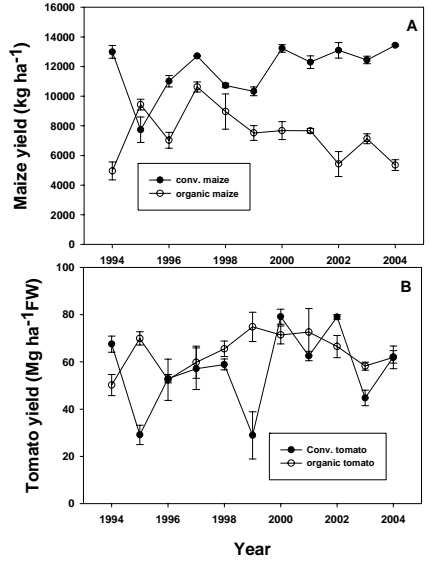 A
Maize yield (kg ha-1)
16000
14000
12000
10000
8000
6000
4000
2000
0
conv. maize
organic maize
1994 1996 1998 2000 2002 2004
B
Tomato yield (Mg ha-1FW)
100
80
60
40
20
0
Conv. tomato
organic tomato
1994 1996 1998 2000 2002 2004
Year